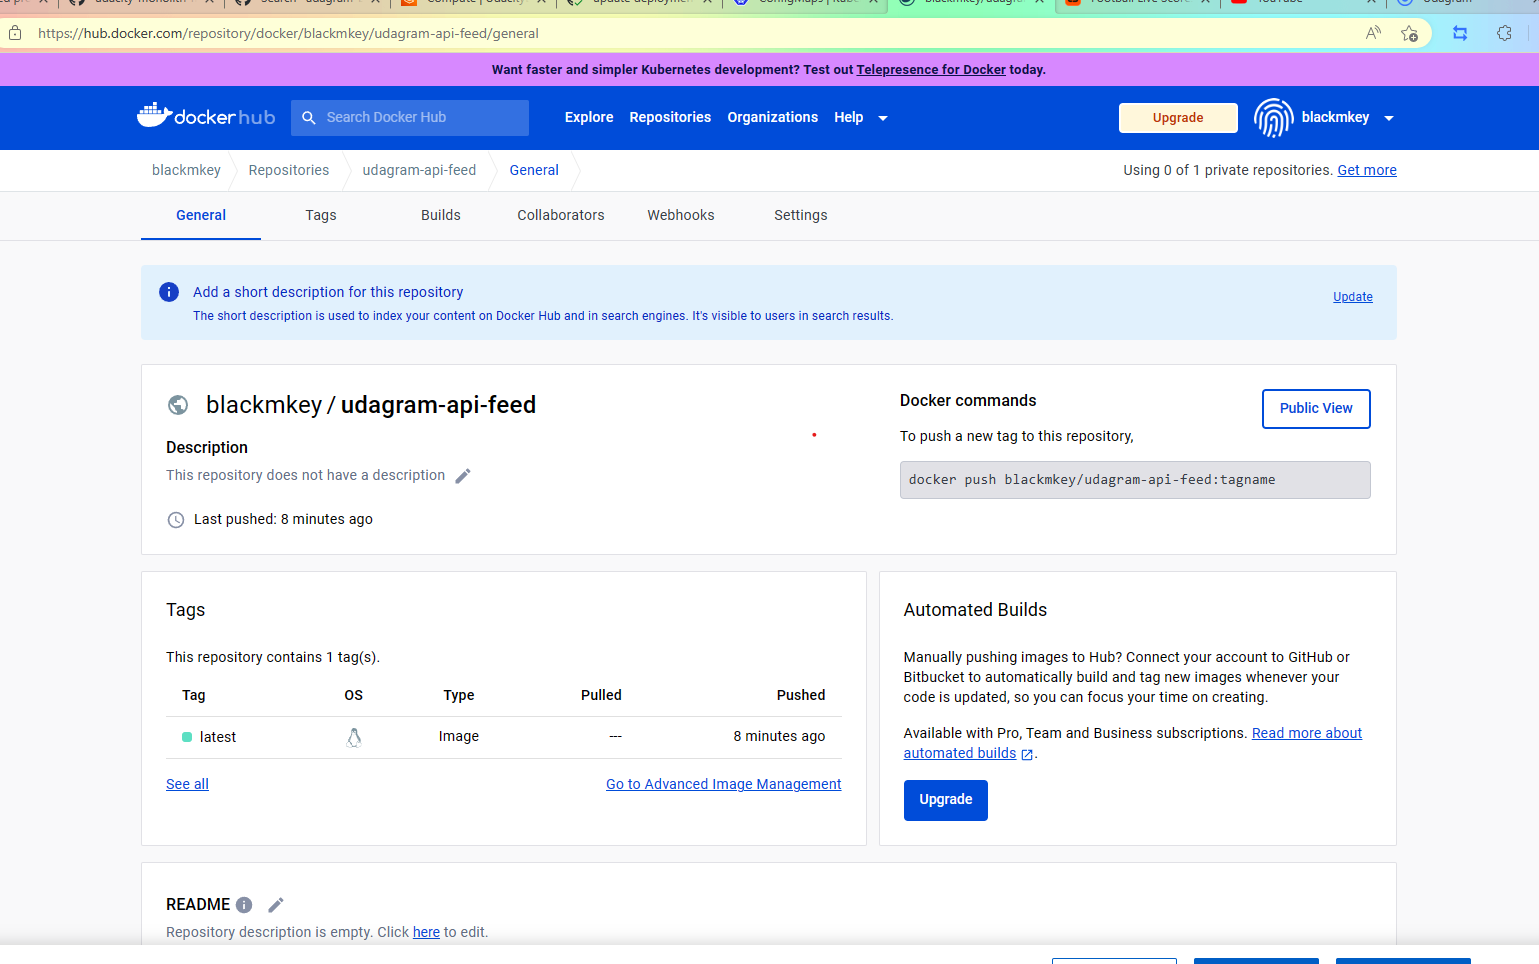 https://hub.docker.com/repository/docker/blackmkey/udagram-api-feed/general
Want faster and simpler Kubernetes development? Test out Telepresence for Docker today.
docker hub
Search Docker Hub
Explore Repositories Organizations Help
Upgrade
blackmkey
blackmkey Repositories udagram-api-feed General
Using 0 of 1 private repositories. Get more
General Tags Builds Collaborators Webhooks Settings
Add a short description for this repository
The short description is used to index your content on Docker Hub and in search engines. It's visible to users in search results.
Update
blackmkey / udagram-api-feed
Description
This repository does not have a description
Last pushed: 8 minutes ago
Docker commands
Public View
To push a new tag to this repository,
docker push blackmkey/udagram-api-feed:tagname
Tags
This repository contains 1 tag(s).
Tag OS Type Pulled Pushed
latest Image --- 8 minutes ago
See all
Go to Advanced Image Management
Automated Builds
Manually pushing images to Hub? Connect your account to GitHub or
Bitbucket to automatically build and tag new images whenever your
code is updated, so you can focus your time on creating.
Available with Pro, Team and Business subscriptions. Read more about
automated builds .
Upgrade
README
Repository description is empty. Click here to edit.